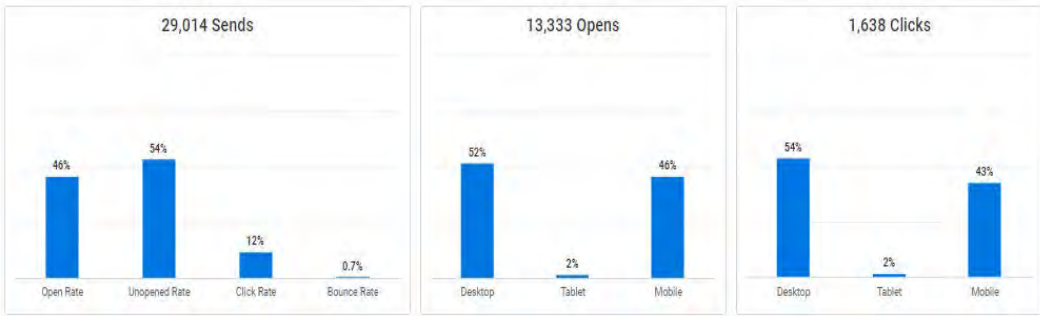 29,014 Sends
46%
54%
12%
0.7%
Open Rate Unopened Rate Click Rate Bounce Rate
13,333 Opens
52%
2%
46%
Desktop Tablet Mobile
1,638 Clicks
54%
2%
43%
Desktop Tablet Mobile